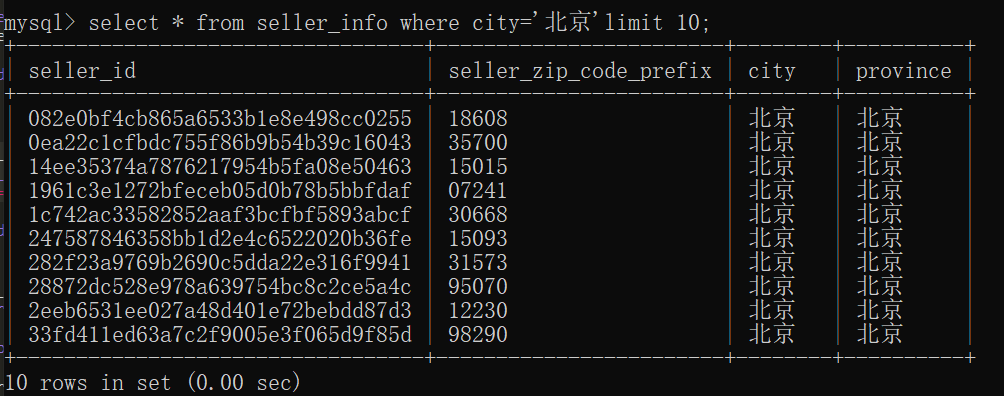 mysql> select * from seller_info where city='北京'limit 10;
seller_id | seller_zip_code_prefix | city | province
082e0bf4cb865a6533b1e8e498cc0255 | 18608 | 北京 | 北京
0ea22c1cfbdc755f86b9b54b39c16043 | 35700 | 北京 | 北京
14ee35374a7876217954b5fa08e50463 | 15015 | 北京 | 北京
1961c3e1272bfeceb05d0b78b5bbfdaf | 07241 | 北京 | 北京
1c742ac33582852aaf3bcfbf5893abcf | 30668 | 北京 | 北京
247587846358bb1d2e4c6522020b36fe | 15093 | 北京 | 北京
282f23a9769b2690c5dda22e316f9941 | 31573 | 北京 | 北京
28872dc528e978a639754bc8c2ce5a4c | 95070 | 北京 | 北京
2eeb6531ee027a48d401e72bebdd87d3 | 12230 | 北京 | 北京
33fd411ed63a7c2f9005e3f065d9f85d | 98290 | 北京 | 北京
10 rows in set (0.00 sec)